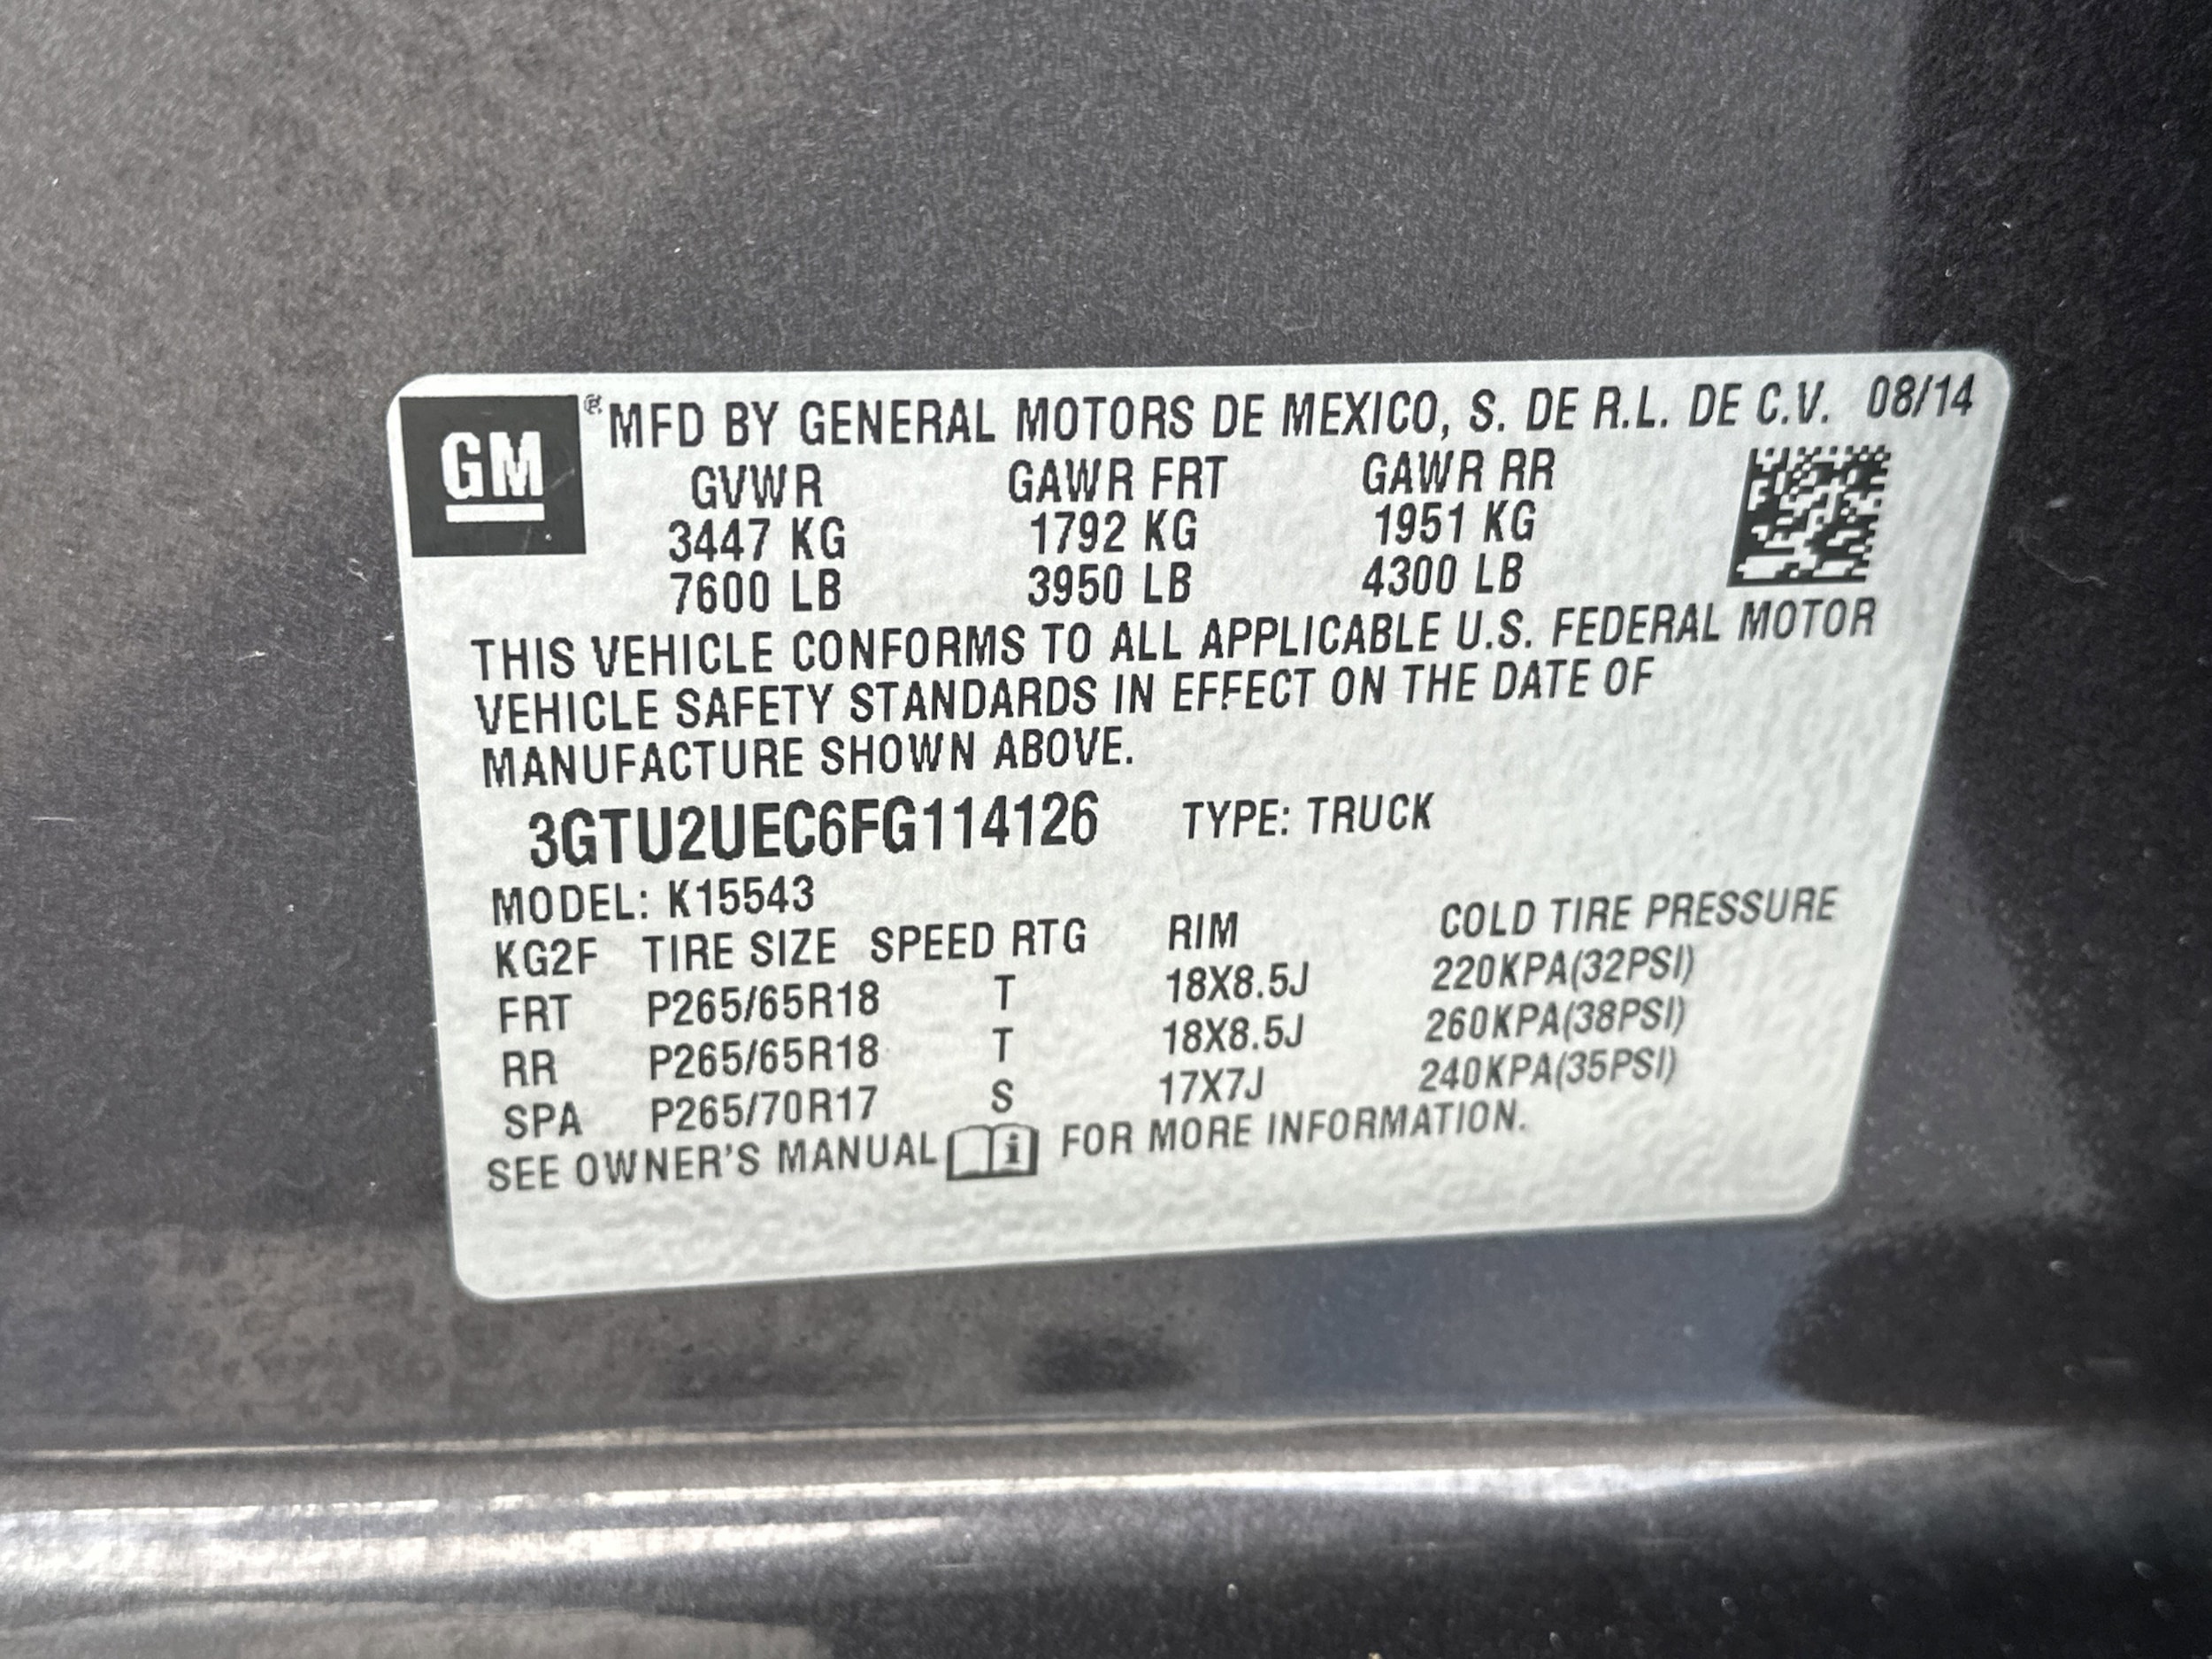 GM
® MFD BY GENERAL MOTORS DE MEXICO, S. DE R.L. DE C.V. 08/14
GVWR GAWR FRT GAWR RR
3447 KG 1792 KG 1951 KG
7600 LB 3950 LB 4300 LB
THIS VEHICLE CONFORMS TO ALL APPLICABLE U.S. FEDERAL MOTOR
VEHICLE SAFETY STANDARDS IN EFFECT ON THE DATE OF
MANUFACTURE SHOWN ABOVE.
3GTU2UEC6FG114126 TYPE: TRUCK
MODEL: K15543
KG2F TIRE SIZE SPEED RTG RIM COLD TIRE PRESSURE
FRT P265/65R18 T 18X8.5J 220KPA(32PSI)
RR P265/65R18 T 18X8.5J 260KPA(38PSI)
SPA P265/70R17 S 17X7J 240KPA(35PSI)
SEE OWNER'S MANUAL i FOR MORE INFORMATION.